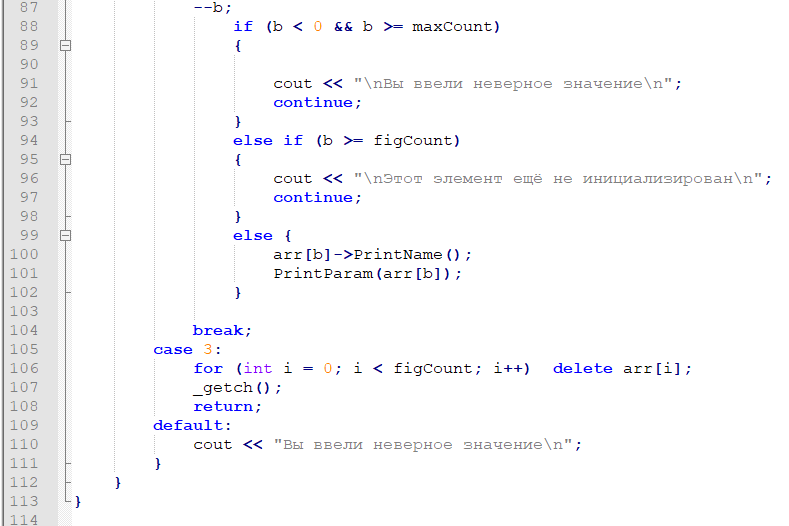 87 --b;
88 if (b < 0 && b >= maxCount)
89 {
90
91 cout << "\nВы ввели неверное значение\n";
92 continue;
93 }
94 else if (b >= figCount)
95 {
96 cout << "\nЭтот элемент ещё не инициализирован\n";
97 continue;
98 }
99 else {
100 arr[b]->PrintName();
101 PrintParam(arr[b]);
102 }
103
104 break;
105 case 3:
106 for (int i = 0; i < figCount; i++)  delete arr[i];
107 _getch();
108 return;
109 default:
110 cout << "Вы ввели неверное значение\n";
111 }
112 }
113 }
114